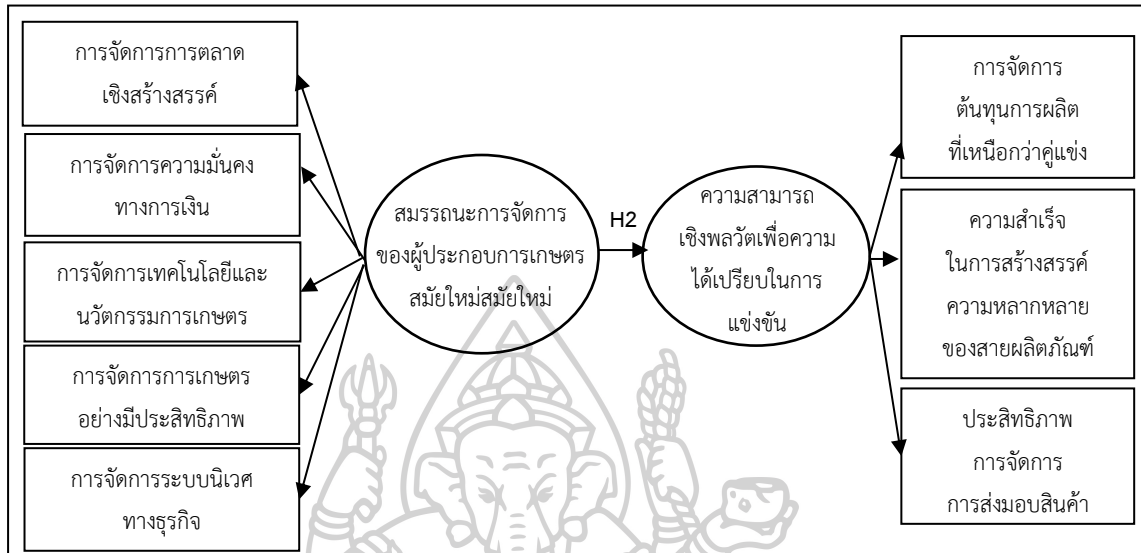 การจัดการการตลาด
เชิงสร้างสรรค์
การจัดการความมั่นคง
ทางการเงิน
การจัดการเทคโนโลยีและ
นวัตกรรมการเกษตร
การจัดการการเกษตร
อย่างมีประสิทธิภาพ
การจัดการระบบนิเวศ
ทางธุรกิจ
สมรรถนะการจัดการ
ของผู้ประกอบการเกษตร
สมัยใหม่สมัยใหม่
H2
ความสามารถ
เชิงพลวัตเพื่อความ
ได้เปรียบในการ
แข่งขัน
การจัดการ
ต้นทุนการผลิต
ที่เหนือกว่าคู่แข่ง
ความสำเร็จ
ในการสร้างสรรค์
ความหลากหลาย
ของสายผลิตภัณฑ์
ประสิทธิภาพ
การจัดการ
การส่งมอบสินค้า